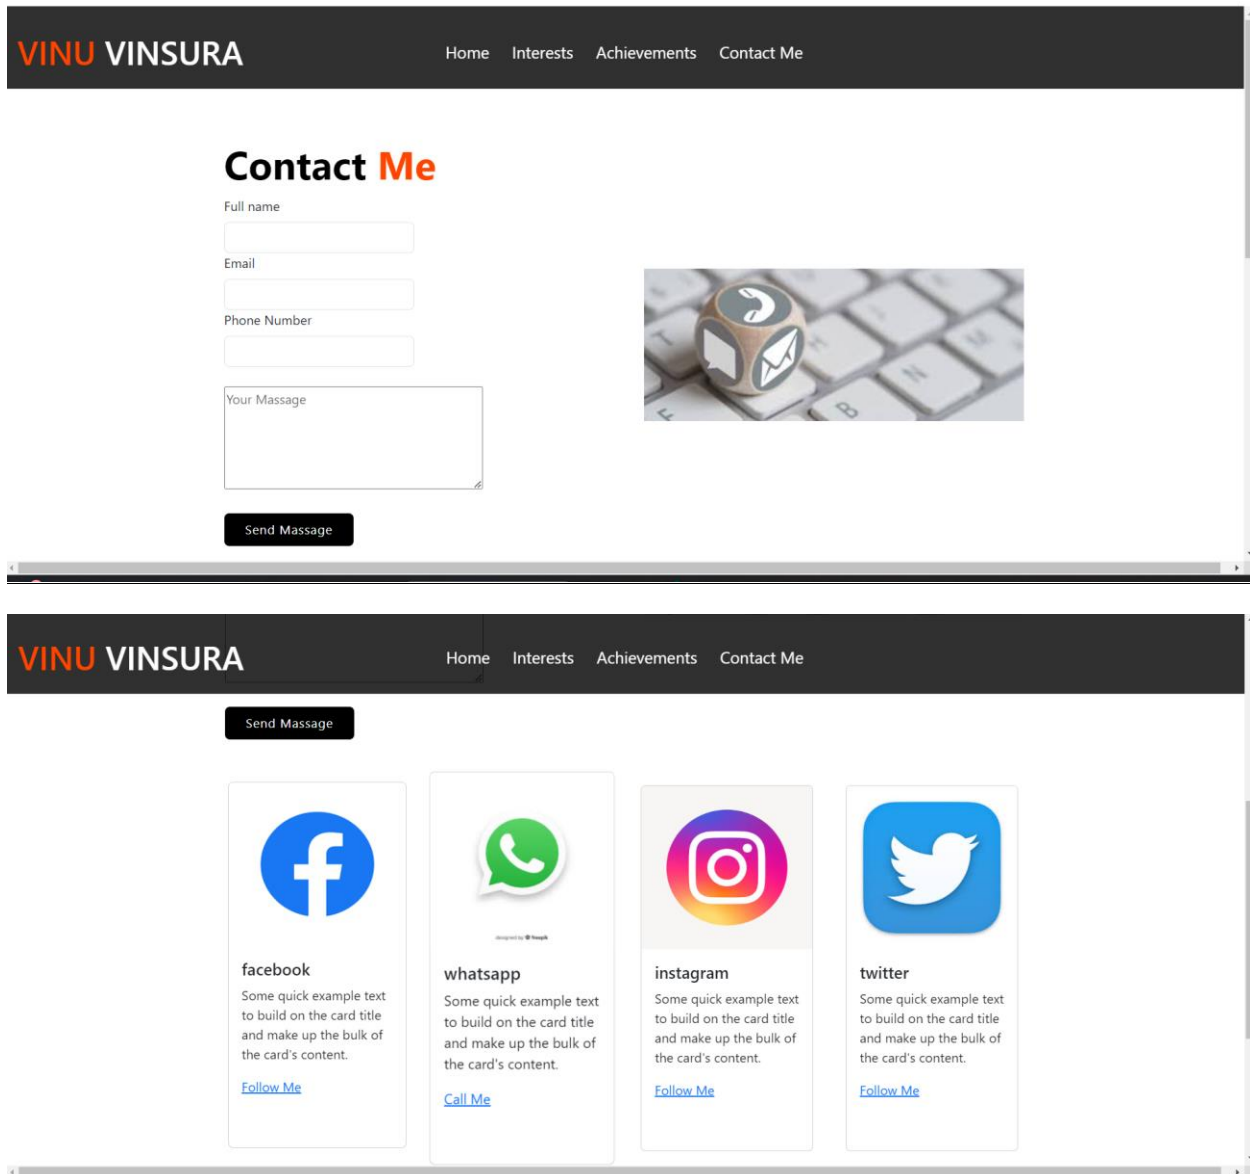 VINU VINSURA
Home Interests Achievements Contact Me
Contact Me
Full name
Email
Phone Number
Your Massage
Send Massage
T
H
M
N
B
F
VINU VINSURA
Home Interests Achievements Contact Me
Send Massage
designed by freepik
facebook
Some quick example text
to build on the card title
and make up the bulk of
the card's content.
Follow Me
whatsapp
Some quick example text
to build on the card title
and make up the bulk of
the card's content.
Call Me
instagram
Some quick example text
to build on the card title
and make up the bulk of
the card's content.
Follow Me
twitter
Some quick example text
to build on the card title
and make up the bulk of
the card's content.
Follow Me